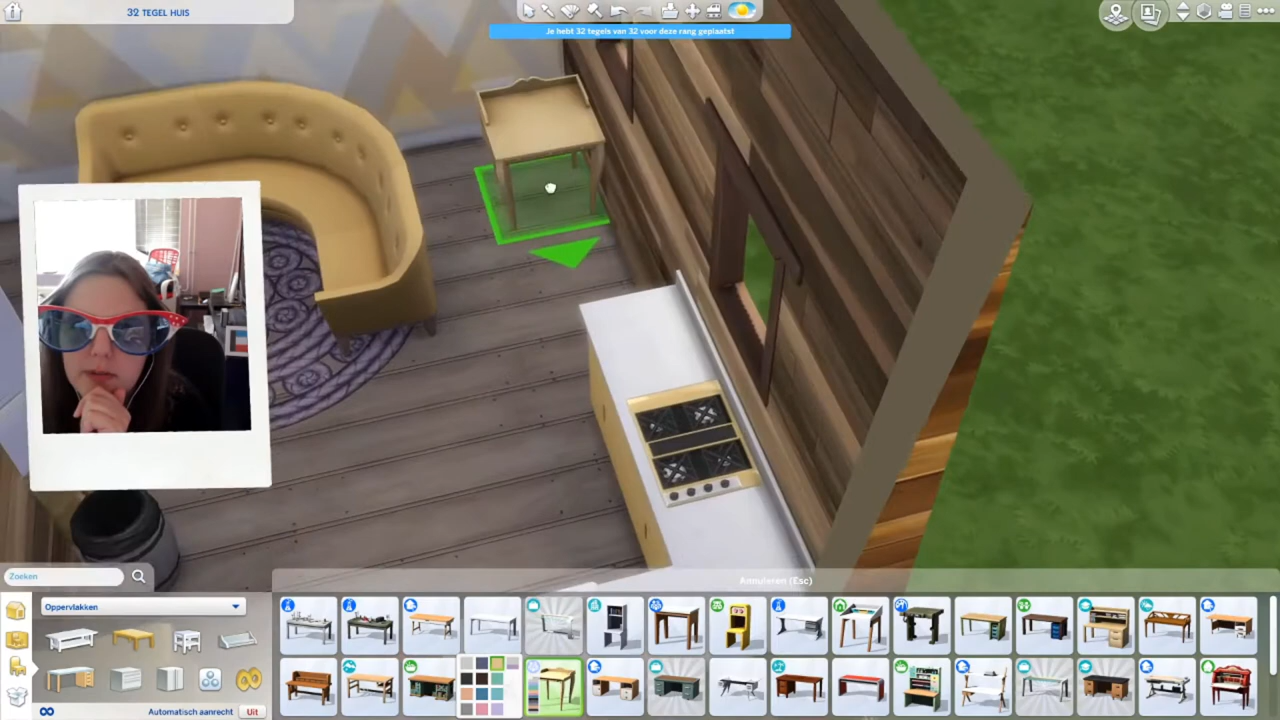 32 TEGEL HUIS
Je hebt 32 tegels van 32 voor deze rang geplaatst
Annuleren (Esc)
Zoeken
Oppervlakken
Automatisch aanrecht
Uit